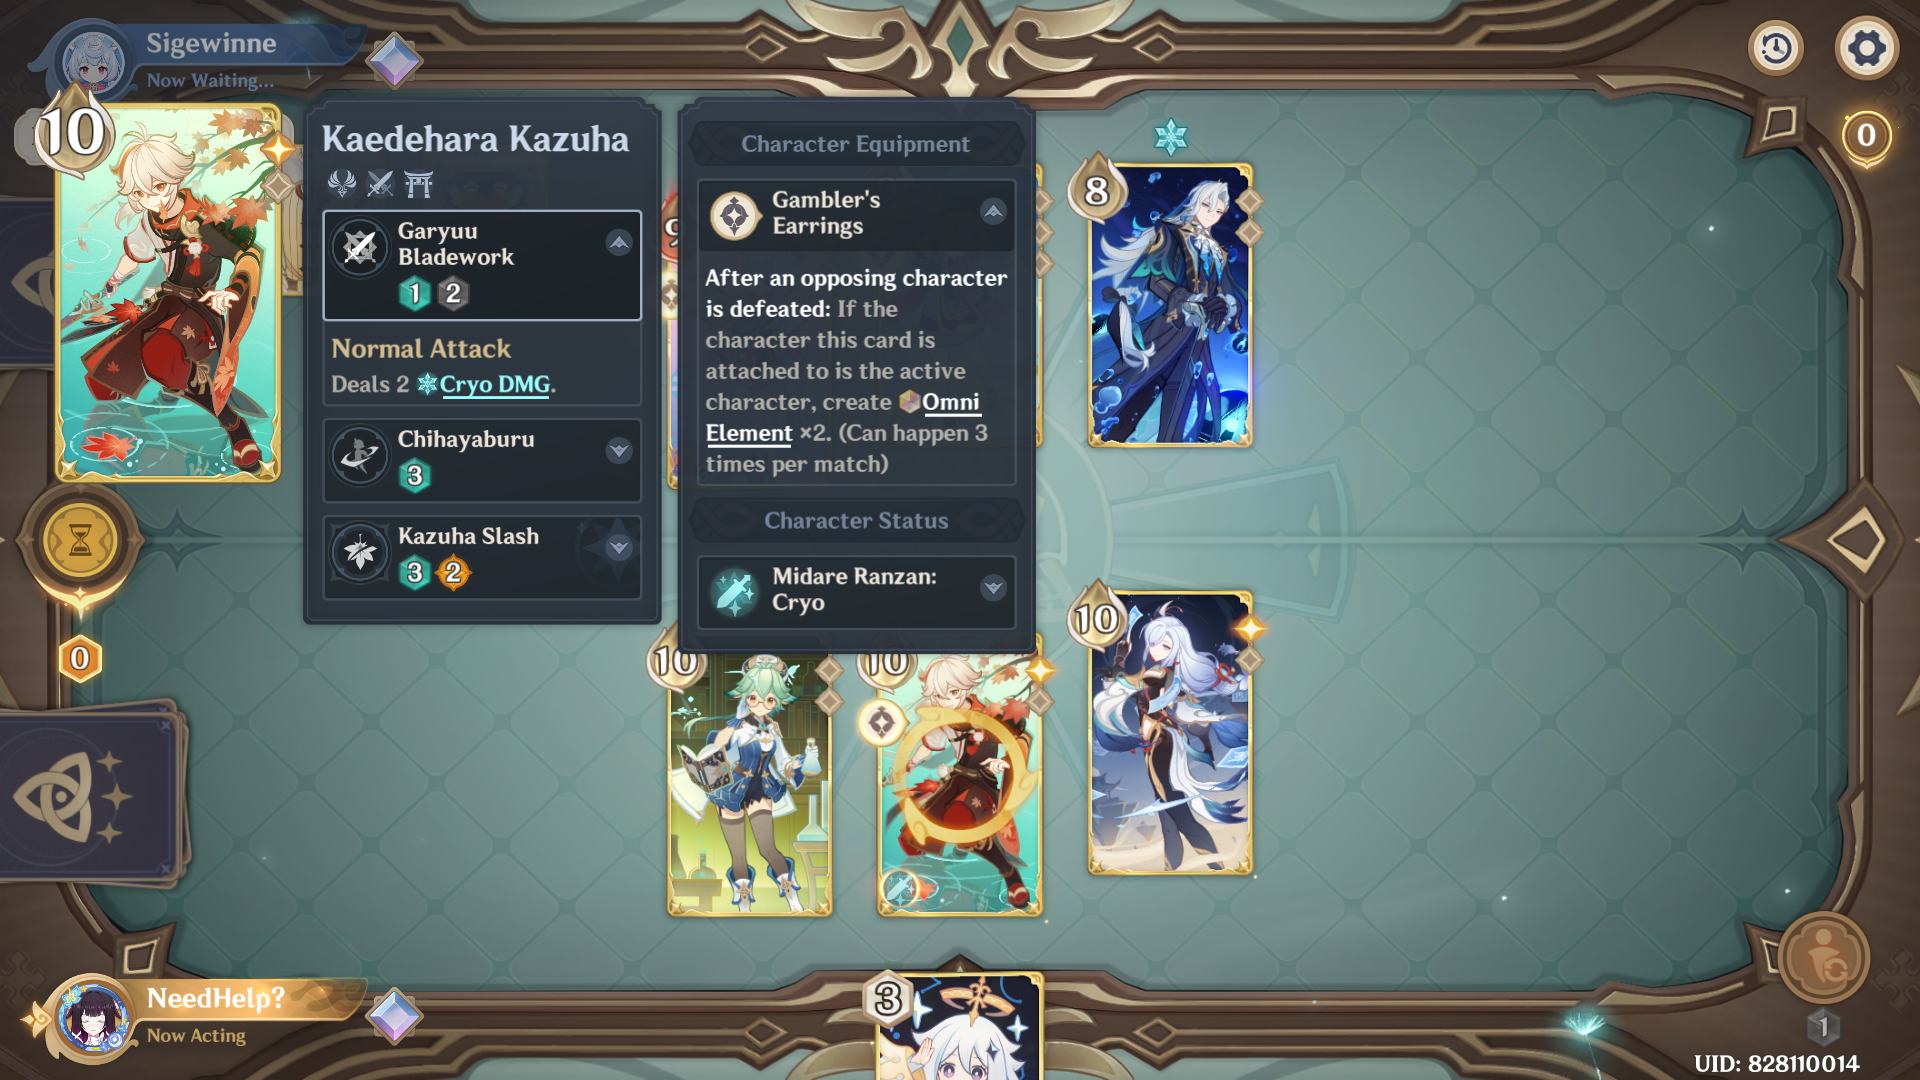 Sigewinne
Now Waiting...
10
Kaedehara Kazuha
Garyuu
Bladework
1 2
Normal Attack
Deals 2 Cryo DMG.
Chihayaburu
3
Kazuha Slash
3 2
Character Equipment
Gambler's
Earrings
After an opposing character
is defeated: If the
character this card is
attached to is the active
character, create Omni
Element ×2. (Can happen 3
times per match)
Character Status
Midare Ranzan:
Cryo
8
0
0
10
10
10
3
NeedHelp?
Now Acting
1
UID: 828110014